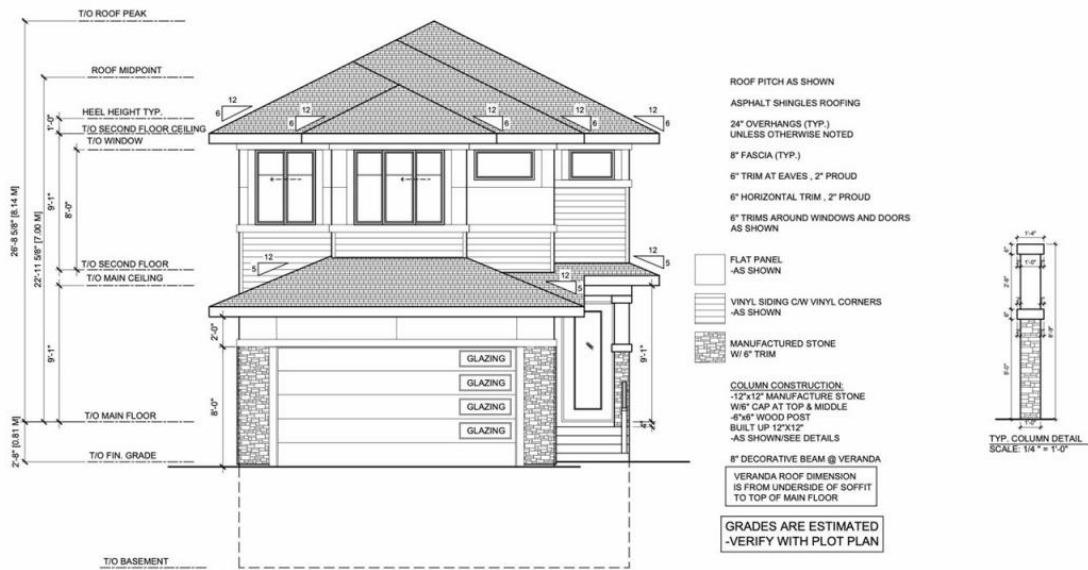 T/O ROOF PEAK
ROOF MIDPOINT
HEEL HEIGHT TYP.
T/O SECOND FLOOR CEILING
T/O WINDOW
T/O SECOND FLOOR
T/O MAIN CEILING
T/O MAIN FLOOR
T/O FIN. GRADE
T/O BASEMENT
26'-8 5/8" [8.14 M]
22'-11 5/8" [7.00 M]
2'-8" [0.81 M]
1'-0"
9'-1"
8'-0"
9'-1"
12
6
12
6
12
6
12
6
12
6
12
5
12
5
12
5
2'-0"
8'-0"
9'-1"
4"
GLAZING
GLAZING
GLAZING
GLAZING
ROOF PITCH AS SHOWN
ASPHALT SHINGLES ROOFING
24" OVERHANGS (TYP.)
UNLESS OTHERWISE NOTED
8" FASCIA (TYP.)
6" TRIM AT EAVES , 2" PROUD
6" HORIZONTAL TRIM , 2" PROUD
6" TRIMS AROUND WINDOWS AND DOORS
AS SHOWN
FLAT PANEL
-AS SHOWN
VINYL SIDING C/W VINYL CORNERS
-AS SHOWN
MANUFACTURED STONE
W/ 6" TRIM
COLUMN CONSTRUCTION:
-12"x12" MANUFACTURE STONE
W/6" CAP AT TOP & MIDDLE
-6"x6" WOOD POST
BUILT UP 12"X12"
-AS SHOWN/SEE DETAILS
8" DECORATIVE BEAM @ VERANDA
VERANDA ROOF DIMENSION
IS FROM UNDERSIDE OF SOFFIT
TO TOP OF MAIN FLOOR
GRADES ARE ESTIMATED
-VERIFY WITH PLOT PLAN
1'-4"
1'-0"
1'-0"
TYP. COLUMN DETAIL
SCALE: 1/4 " = 1'-0"